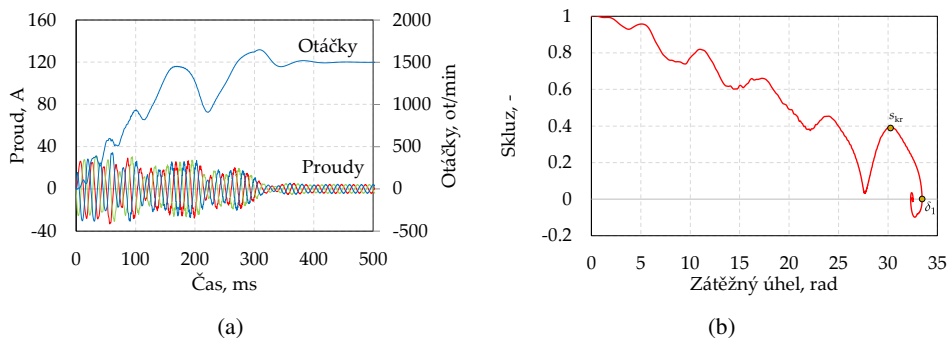 160
120
80
40
0
-40
Proud, A
2000
1500
1000
500
0
-500
Otáčky, ot/min
Otáčky
Proudy
0 100 200 300 400 500
Čas, ms
(a)
1
0.8
0.6
0.4
0.2
0
-0.2
Skluz, -
skr
δ1
0 5 10 15 20 25 30 35
Zátěžný úhel, rad
(b)